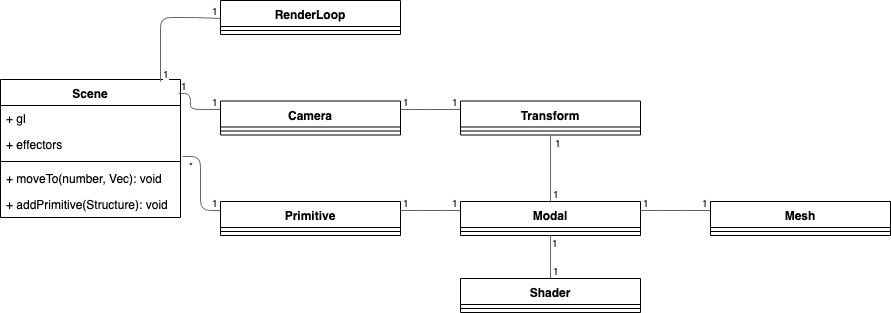 RenderLoop
1
1
Scene
1
+ gl
+ effectors
*
+ moveTo(number, Vec): void
+ addPrimitive(Structure): void
1
Camera
1
1
Transform
1
1
Primitive
1
1
1
Modal
1
1
Mesh
1
1
Shader